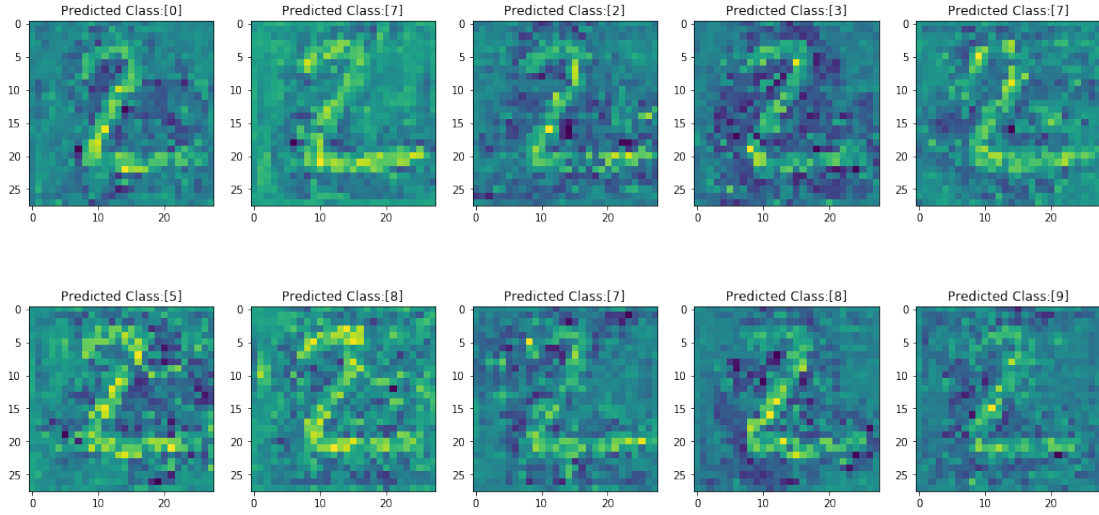 Predicted Class:[0] Predicted Class:[7] Predicted Class:[2] Predicted Class:[3] Predicted Class:[7]
0 0 0 0 0
5 5 5 5 5
10 10 10 10 10
15 15 15 15 15
20 20 20 20 20
25 25 25 25 25
0 10 20 0 10 20 0 10 20 0 10 20 0 10 20
Predicted Class:[5] Predicted Class:[8] Predicted Class:[7] Predicted Class:[8] Predicted Class:[9]
0 0 0 0 0
5 5 5 5 5
10 10 10 10 10
15 15 15 15 15
20 20 20 20 20
25 25 25 25 25
0 10 20 0 10 20 0 10 20 0 10 20 0 10 20